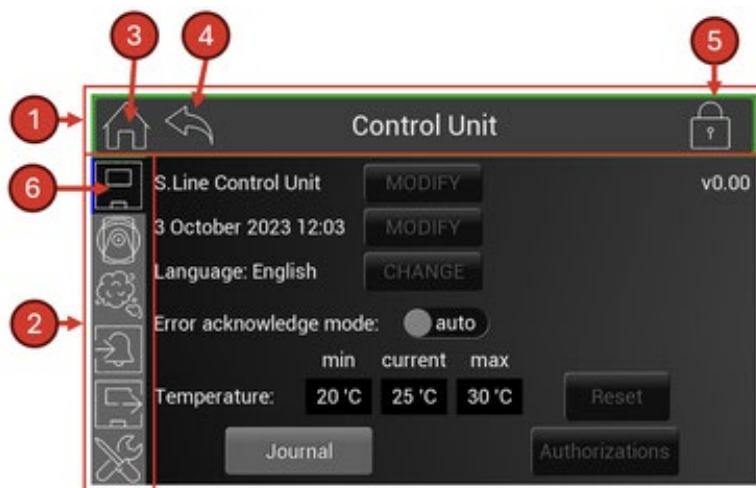 3 4 5
1 Control Unit
6 S.Line Control Unit MODIFY v0.00
3 October 2023 12:03 MODIFY
Language: English CHANGE
2 Error acknowledge mode: auto
min current max
Temperature: 20 'C 25 'C 30 'C Reset
Journal Authorizations